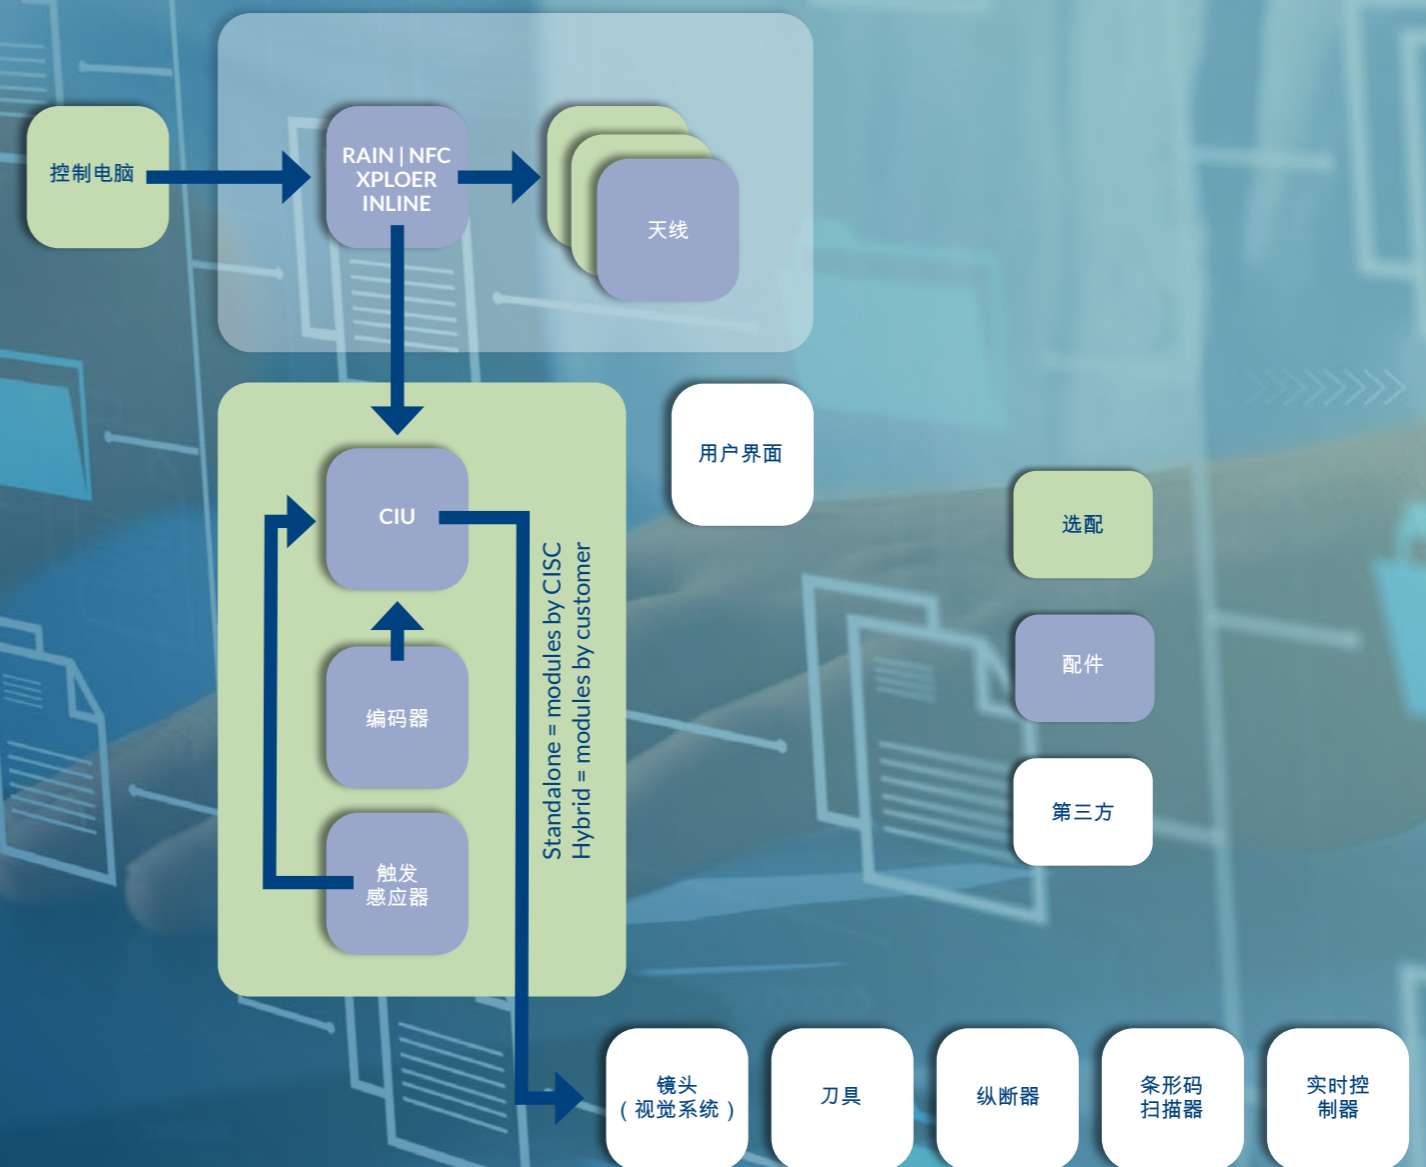 控制电脑
RAIN | NFC
XPLOER
INLINE
天线
用户界面
CIU
选配
Standalone = modules by CISC
Hybrid = modules by customer
配件
编码器
第三方
触发
感应器
镜头
（视觉系统）
刀具
纵断器
条形码
扫描器
实时控
制器